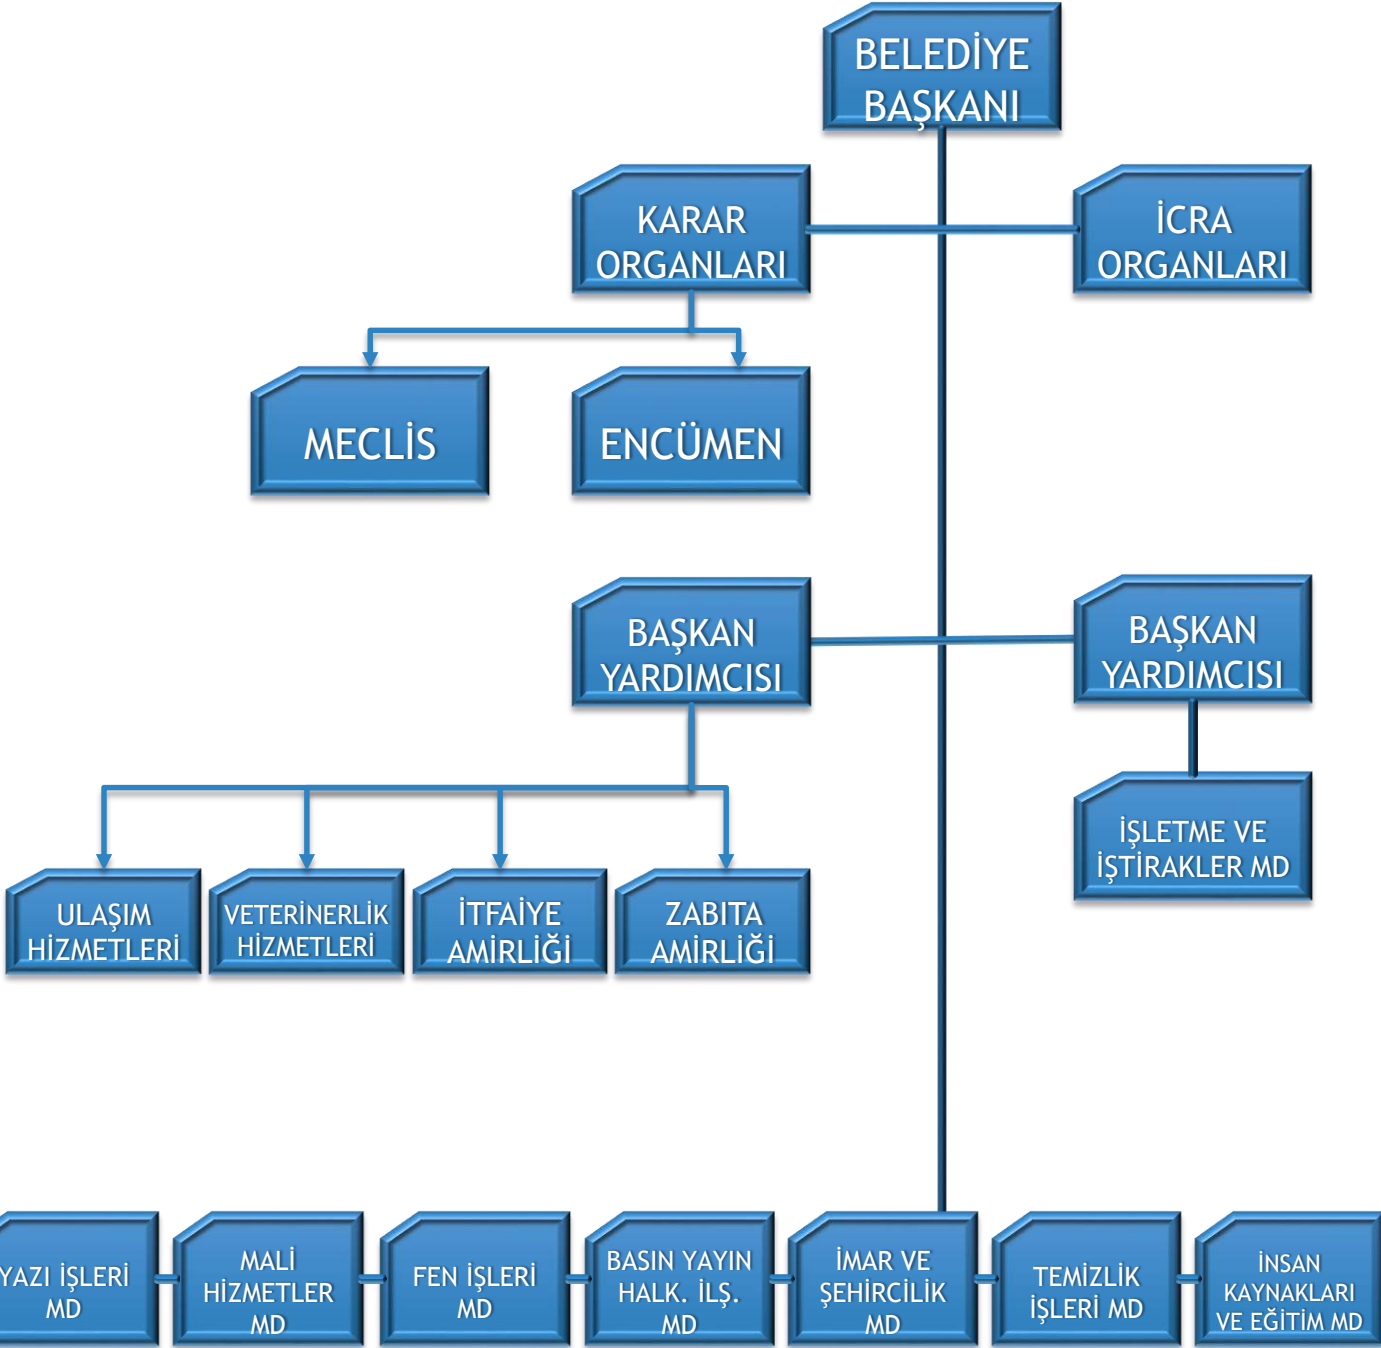 BELEDİYE
BAŞKANI
KARAR
ORGANLARI
İCRA
ORGANLARI
MECLİS
ENCÜMEN
BAŞKAN
YARDIMCISI
BAŞKAN
YARDIMCISI
İŞLETME VE
İŞTİRAKLER MD
ULAŞIM
HİZMETLERİ
VETERİNERLİK
HİZMETLERİ
İTFAİYE
AMİRLİĞİ
ZABITA
AMİRLİĞİ
YAZI İŞLERİ
MD
MALİ
HİZMETLER
MD
FEN İŞLERİ
MD
BASIN YAYIN
HALK. İLŞ.
MD
İMAR VE
ŞEHİRCİLİK
MD
TEMİZLİK
İŞLERİ MD
İNSAN
KAYNAKLARI
VE EĞİTİM MD